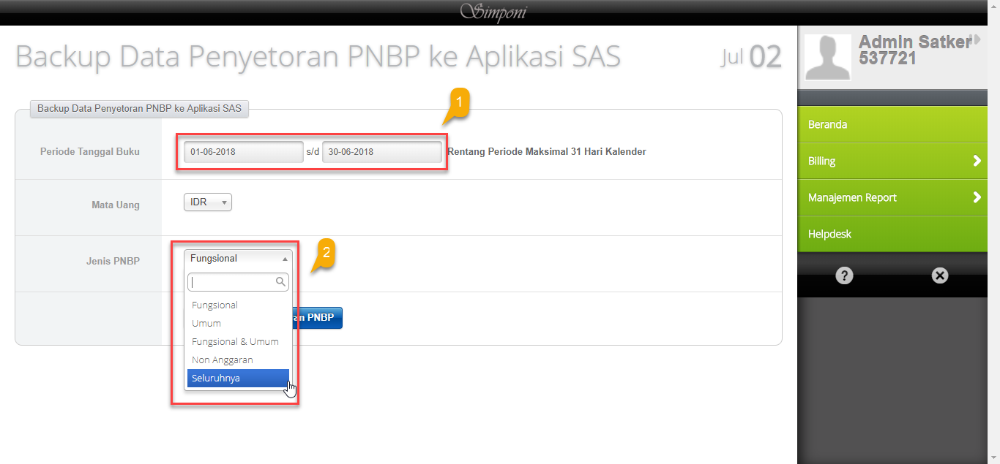 Simponi
Backup Data Penyetoran PNBP ke Aplikasi SAS
Jul 02
Admin Satker
537721
Backup Data Penyetoran PNBP ke Aplikasi SAS
1
Periode Tanggal Buku
01-06-2018 s/d 30-06-2018 Rentang Periode Maksimal 31 Hari Kalender
Mata Uang
IDR
Jenis PNBP
Fungsional
2
Fungsional
Umum
Fungsional & Umum
Non Anggaran
Seluruhnya
PNBP
Beranda
Billing
Manajemen Report
Helpdesk
?